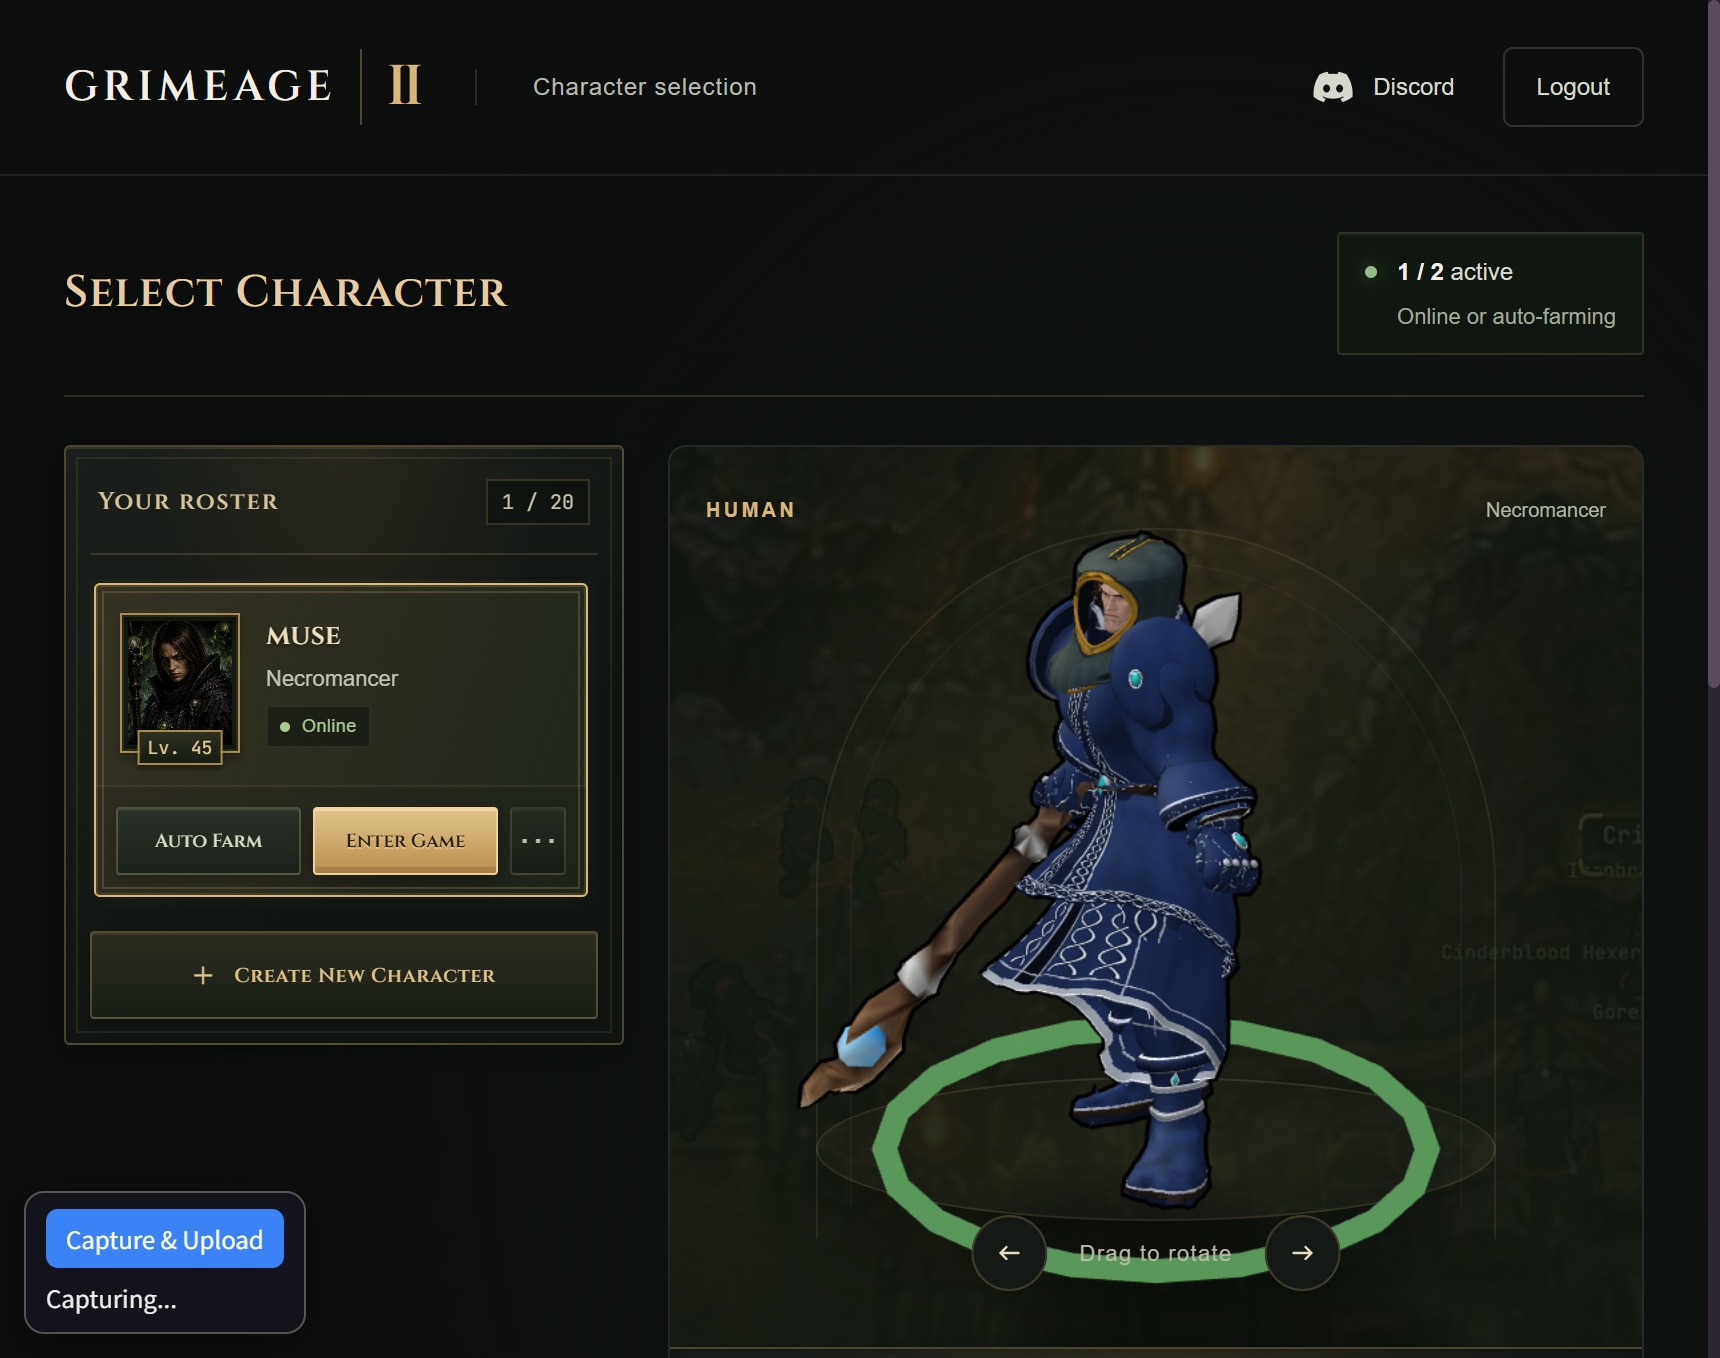 GRIMEAGE II
Character selection
Discord
Logout
SELECT CHARACTER
1 / 2 active
Online or auto-farming
YOUR ROSTER
1 / 20
MUSE
Necromancer
Online
Lv. 45
AUTO FARM
ENTER GAME
...
+ CREATE NEW CHARACTER
HUMAN
Necromancer
Cri
Cinderblood Hexer
Gore
Drag to rotate
Capture & Upload
Capturing...